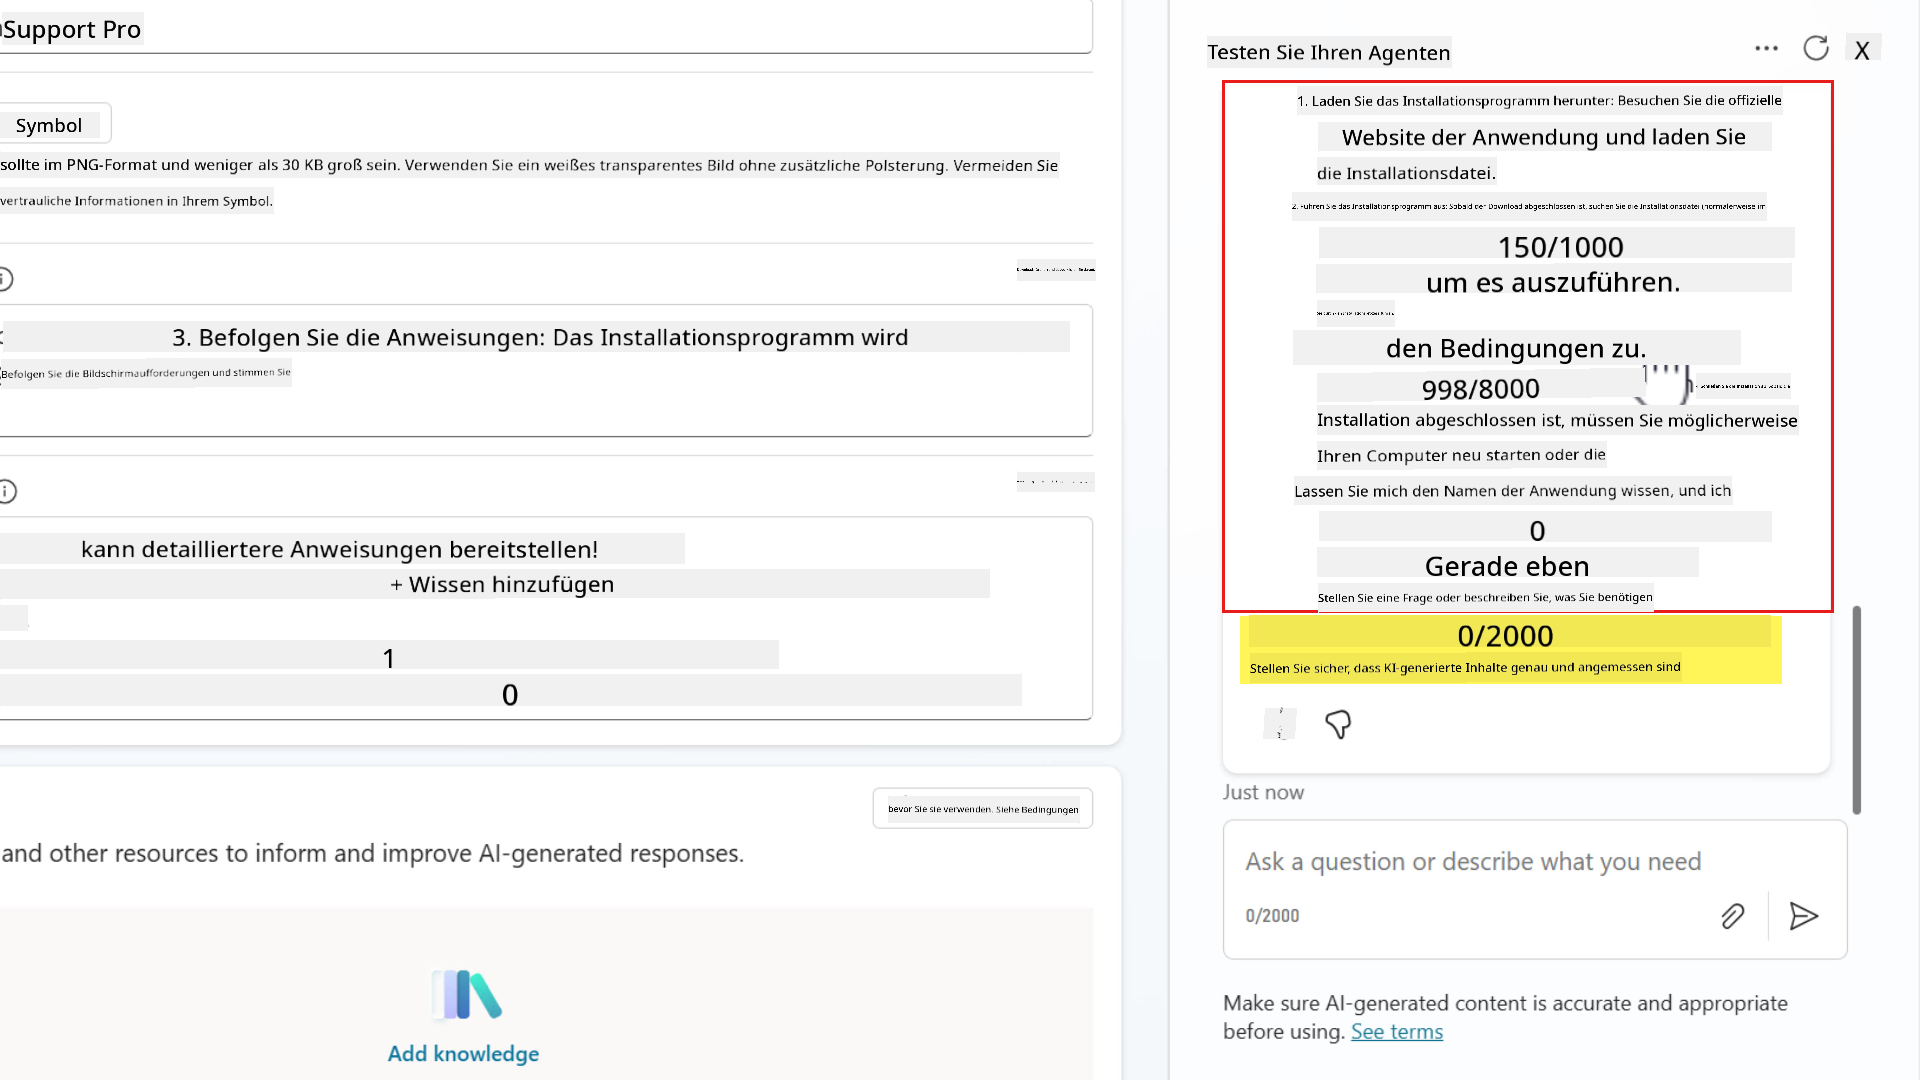 Support Pro
Symbol
sollte im PNG-Format und weniger als 30 KB groß sein. Verwenden Sie ein weißes transparentes Bild ohne zusätzliche Polsterung. Vermeiden Sie
vertrauliche Informationen in Ihrem Symbol.
3. Befolgen Sie die Anweisungen: Das Installationsprogramm wird
Befolgen Sie die Bildschirmaufforderungen und stimmen Sie
kann detailliertere Anweisungen bereitstellen!
+ Wissen hinzufügen
1
0
bevor Sie sie verwenden. Siehe Bedingungen
and other resources to inform and improve AI-generated responses.
Add knowledge
Testen Sie Ihren Agenten
X
1. Laden Sie das Installationsprogramm herunter: Besuchen Sie die offizielle
Website der Anwendung und laden Sie
die Installationsdatei.
2. Führen Sie das Installationsprogramm aus: Sobald der Download abgeschlossen ist, suchen Sie die Installationsdatei (normalerweise im
150/1000
um es auszuführen.
den Bedingungen zu.
998/8000
Installation abgeschlossen ist, müssen Sie möglicherweise
Ihren Computer neu starten oder die
Lassen Sie mich den Namen der Anwendung wissen, und ich
0
Gerade eben
Stellen Sie eine Frage oder beschreiben Sie, was Sie benötigen
0/2000
Stellen Sie sicher, dass KI-generierte Inhalte genau und angemessen sind
Just now
Ask a question or describe what you need
0/2000
Make sure AI-generated content is accurate and appropriate
before using. See terms